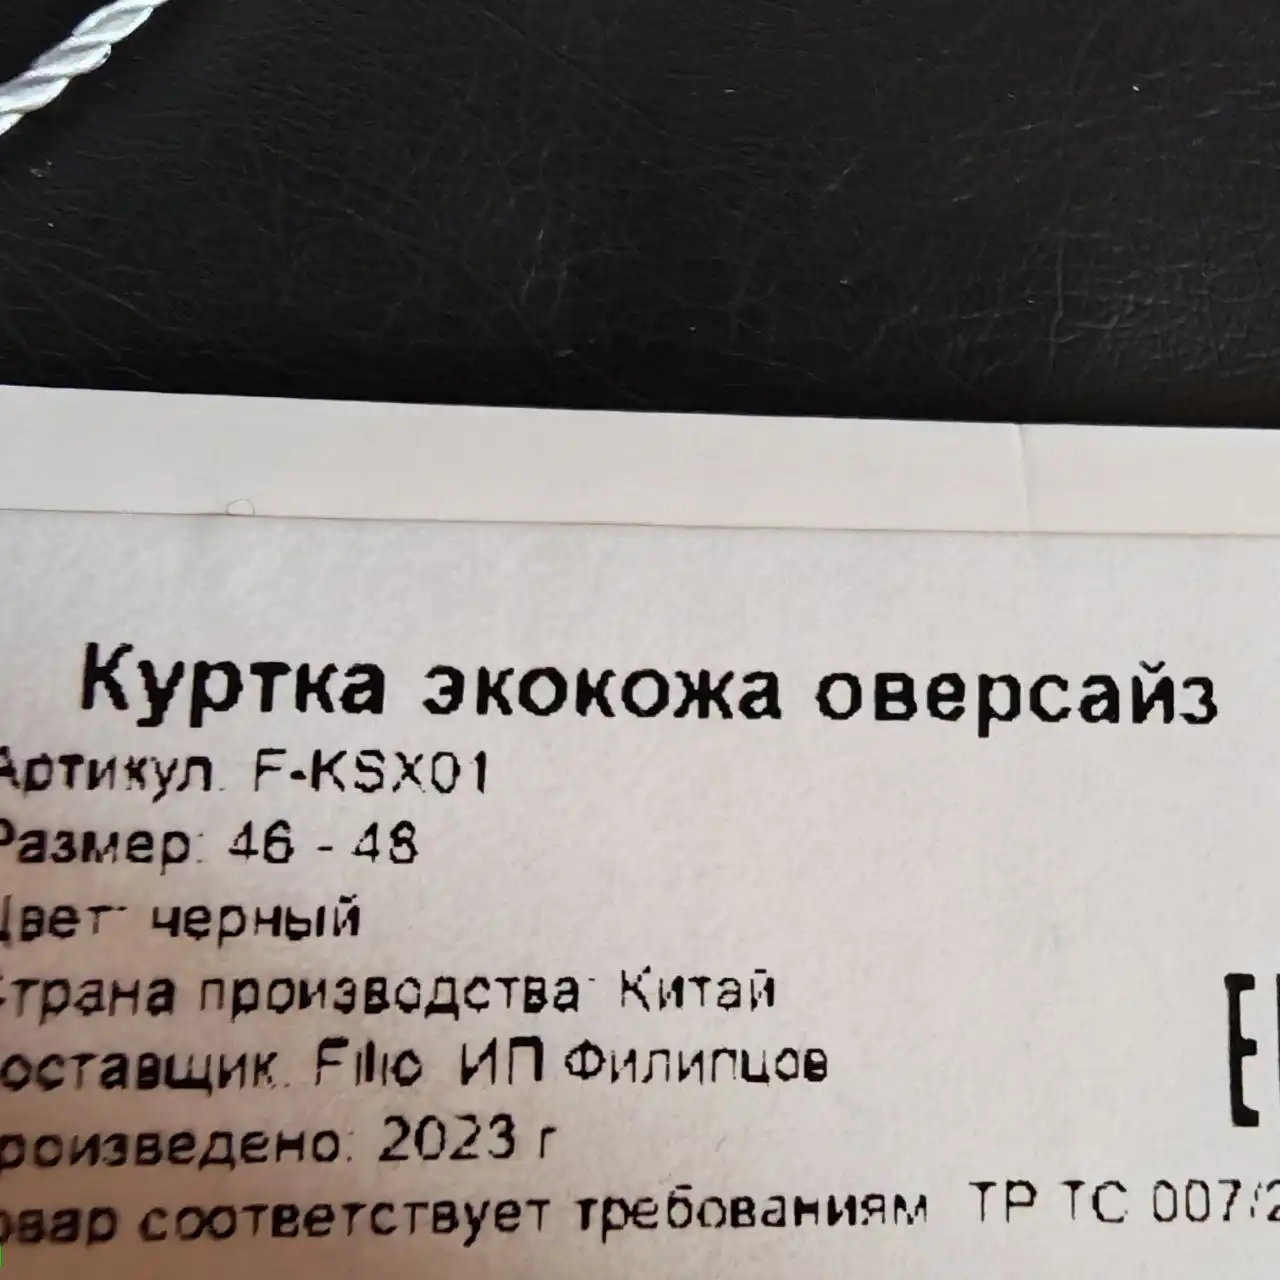 Куртка экокожа оверсайз
Артикул: F-KSX01
Размер: 46 - 48
Цвет: черный
Страна производства: Китай
оставщик: Filio ИП Филипцов
роизведено: 2023 г
овар соответствует требованиям ТР ТС 007/2
E